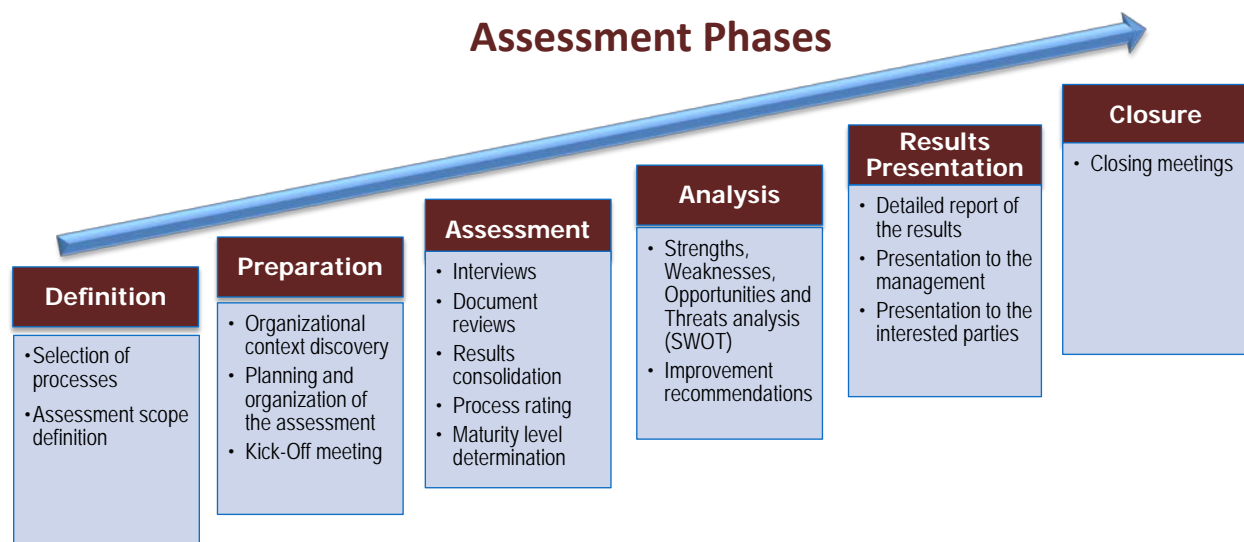 Assessment Phases
Definition
•Selection of
processes
•Assessment scope
definition
Preparation
• Organizational
context discovery
• Planning and
organization of
the assessment
• Kick-Off meeting
Assessment
• Interviews
• Document
reviews
• Results
consolidation
• Process rating
• Maturity level
determination
Analysis
• Strengths,
Weaknesses,
Opportunities and
Threats analysis
(SWOT)
• Improvement
recommendations
Results
Presentation
• Detailed report of
the results
• Presentation to the
management
• Presentation to the
interested parties
Closure
• Closing meetings